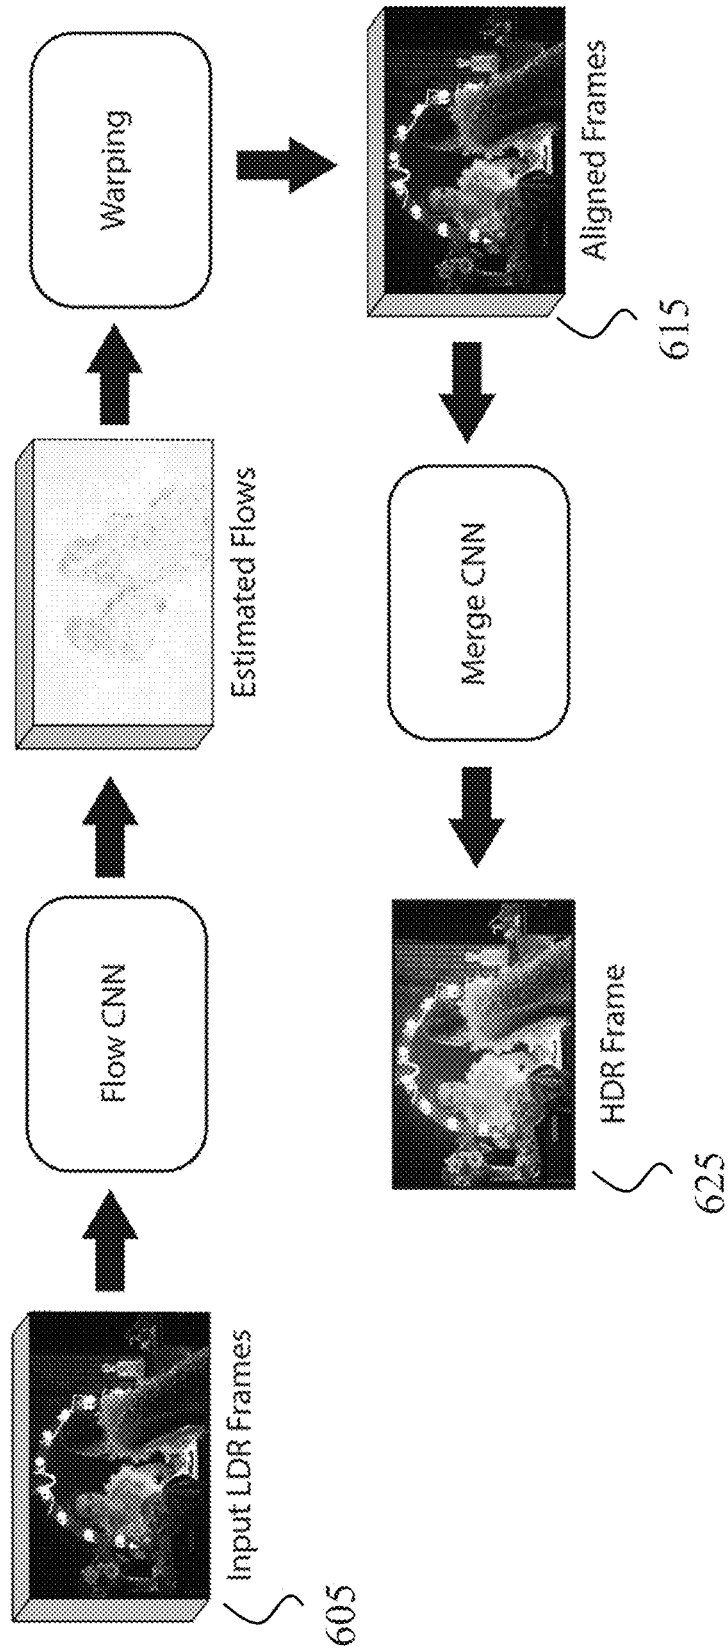 Input LDR Frames
605
Flow CNN
Estimated Flows
Warping
Aligned Frames
615
Merge CNN
HDR Frame
625